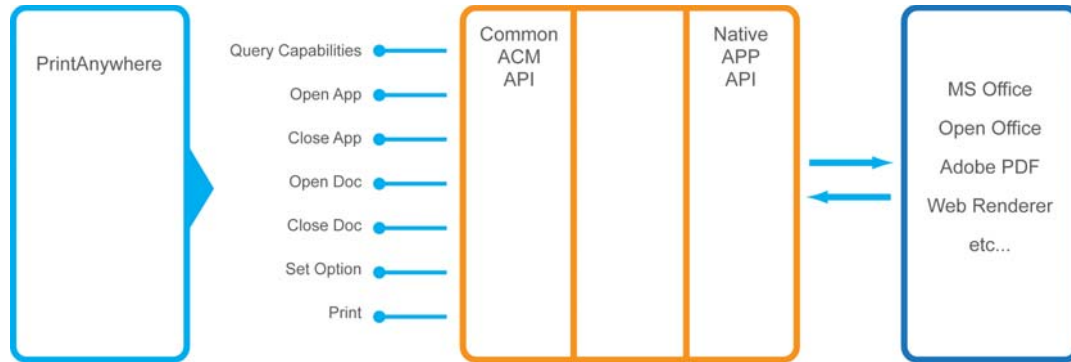 PrintAnywhere
Query Capabilities
Open App
Close App
Open Doc
Close Doc
Set Option
Print
Common
ACM
API
Native
APP
API
MS Office
Open Office
Adobe PDF
Web Renderer
etc...